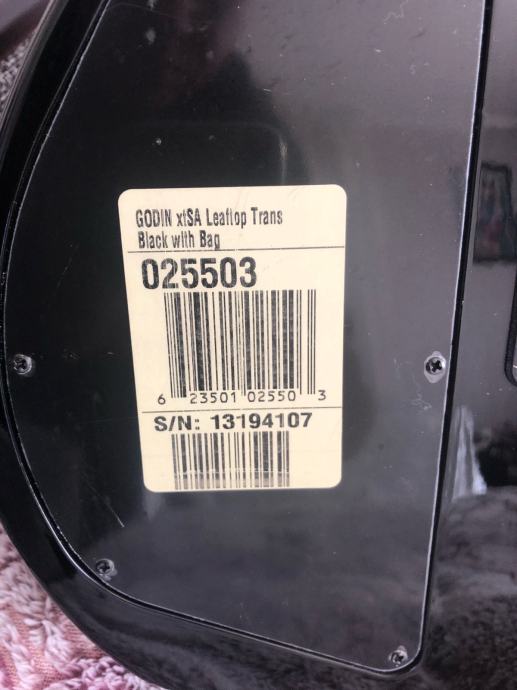 GODIN xtSA Leaftop Trans
Black with Bag
025503
6 23501 02550 3
S/N: 13194107